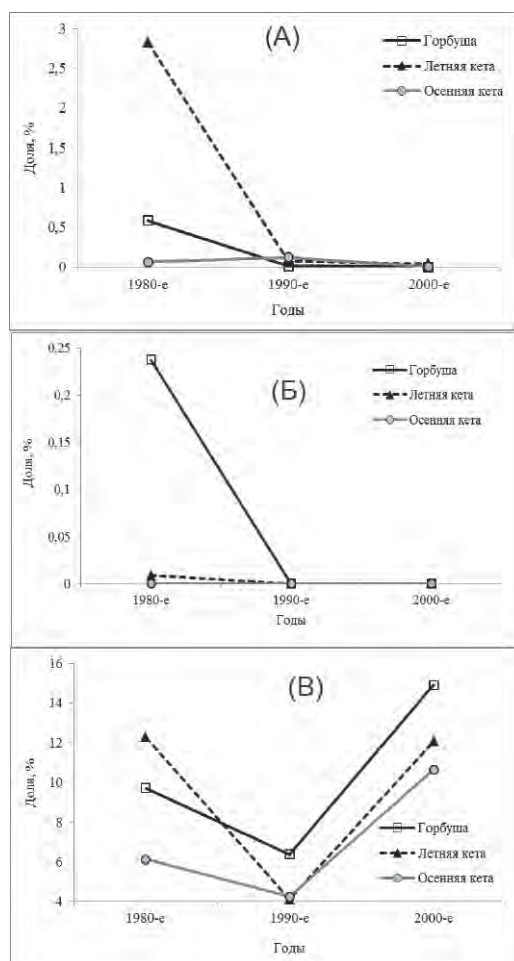 (А)
Горбуша
Летняя кета
Осенняя кета
Доля, %
3
2,5
2
1,5
1
0,5
0
1980-е 1990-е 2000-е
Годы
(Б)
Горбуша
Летняя кета
Осенняя кета
Доля, %
0,25
0,2
0,15
0,1
0,05
0
1980-е 1990-е 2000-е
Годы
(В)
Доля, %
16
14
12
10
8
6
4
Горбуша
Летняя кета
Осенняя кета
1980-е 1990-е 2000-е
Годы